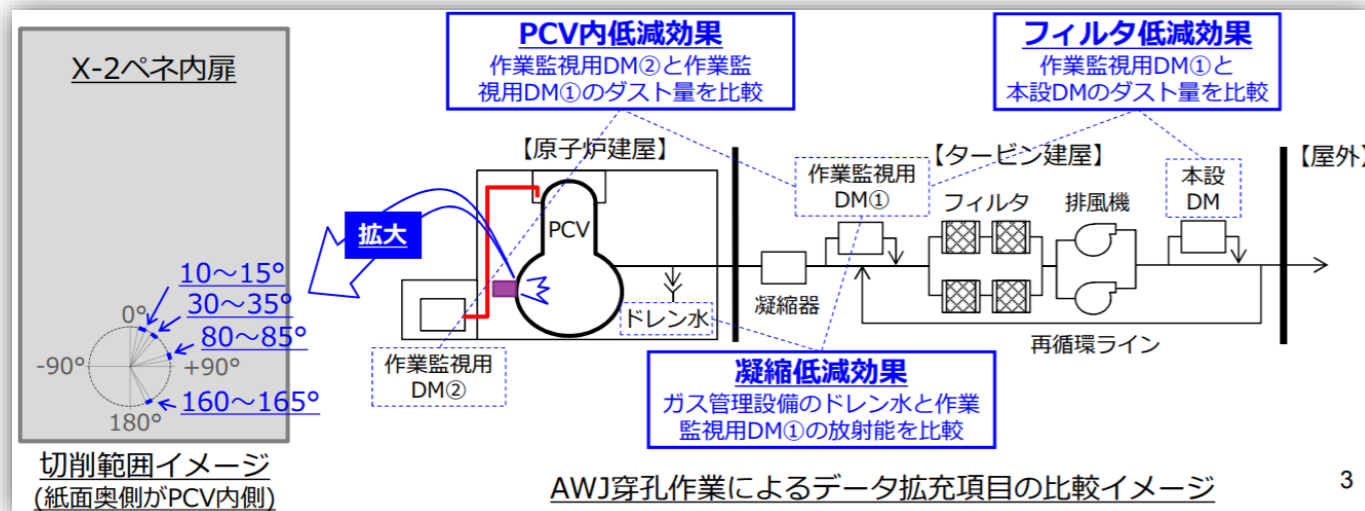 X-2ペネ内扉
10～15°
30～35°
0°
80～85°
-90°
+90°
160～165°
180°
切削範囲イメージ
(紙面奥側がPCV内側)
拡大
PCV内低減効果
作業監視用DM②と作業監
視用DM①のダスト量を比較
フィルタ低減効果
作業監視用DM①と
本設DMのダスト量を比較
【原子炉建屋】
【タービン建屋】
【屋外】
PCV
作業監視用
DM①
フィルタ
排風機
本設
DM
ドレン水
凝縮器
再循環ライン
作業監視用
DM②
凝縮低減効果
ガス管理設備のドレン水と作業
監視用DM①の放射能を比較
AWJ穿孔作業によるデータ拡充項目の比較イメージ
3